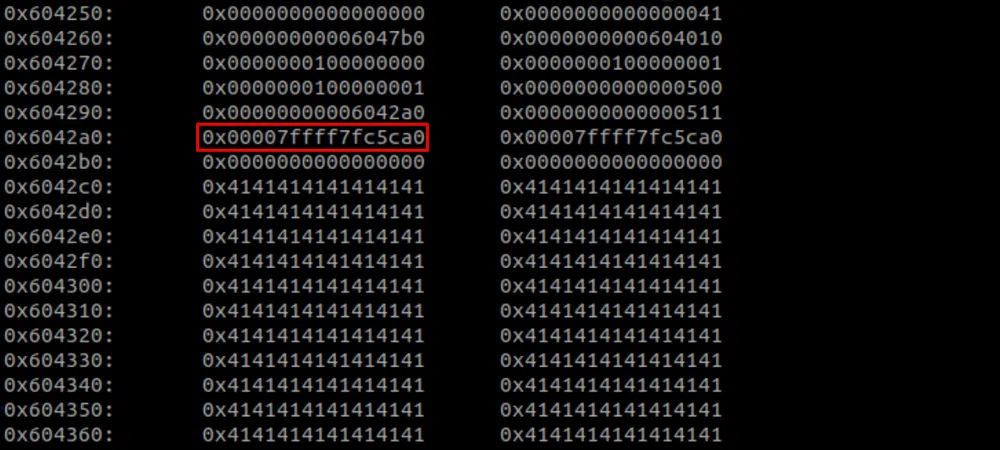 0x604250: 0x0000000000000000 0x0000000000000041
0x604260: 0x00000000006047b0 0x0000000000604010
0x604270: 0x0000000100000000 0x0000000100000001
0x604280: 0x0000000100000001 0x0000000000000500
0x604290: 0x00000000006042a0 0x0000000000000511
0x6042a0: 0x00007ffff7fc5ca0 0x00007ffff7fc5ca0
0x6042b0: 0x0000000000000000 0x0000000000000000
0x6042c0: 0x4141414141414141 0x4141414141414141
0x6042d0: 0x4141414141414141 0x4141414141414141
0x6042e0: 0x4141414141414141 0x4141414141414141
0x6042f0: 0x4141414141414141 0x4141414141414141
0x604300: 0x4141414141414141 0x4141414141414141
0x604310: 0x4141414141414141 0x4141414141414141
0x604320: 0x4141414141414141 0x4141414141414141
0x604330: 0x4141414141414141 0x4141414141414141
0x604340: 0x4141414141414141 0x4141414141414141
0x604350: 0x4141414141414141 0x4141414141414141
0x604360: 0x4141414141414141 0x4141414141414141